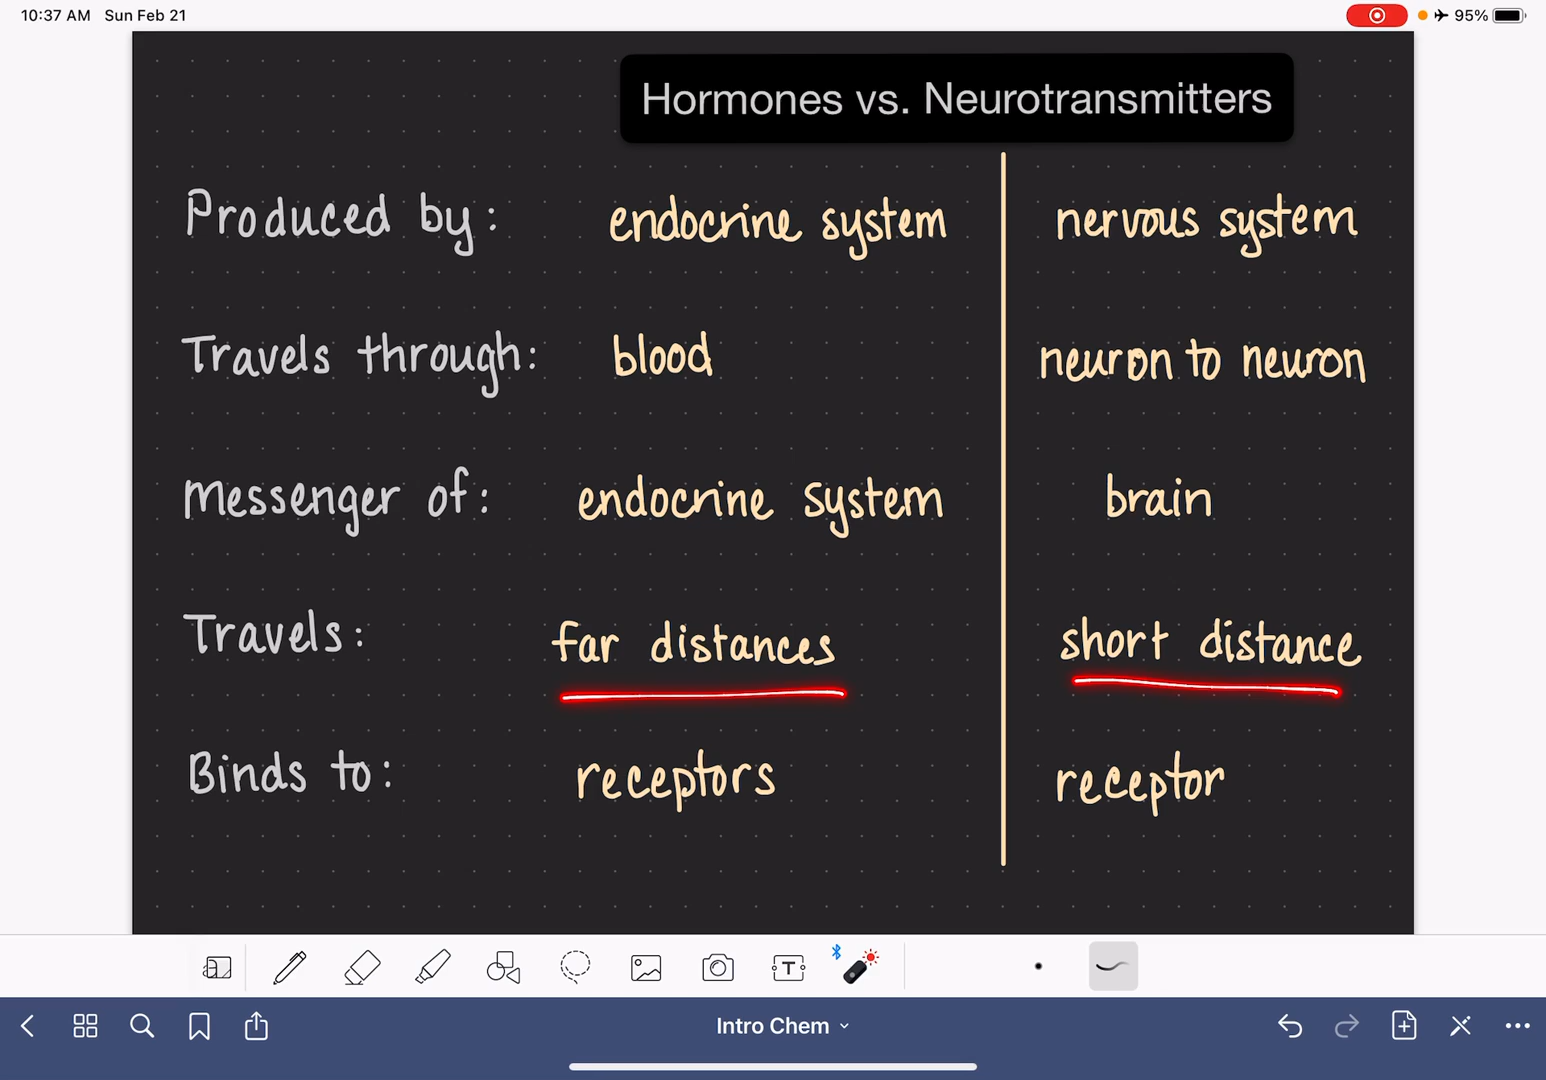 10:37 AM Sun Feb 21
95%
Hormones vs. Neurotransmitters
Produced by: endocrine system nervous system
Travels through: blood neuron to neuron
Messenger of: endocrine system brain
Travels: far distances short distance
Binds to: receptors receptor
Intro Chem